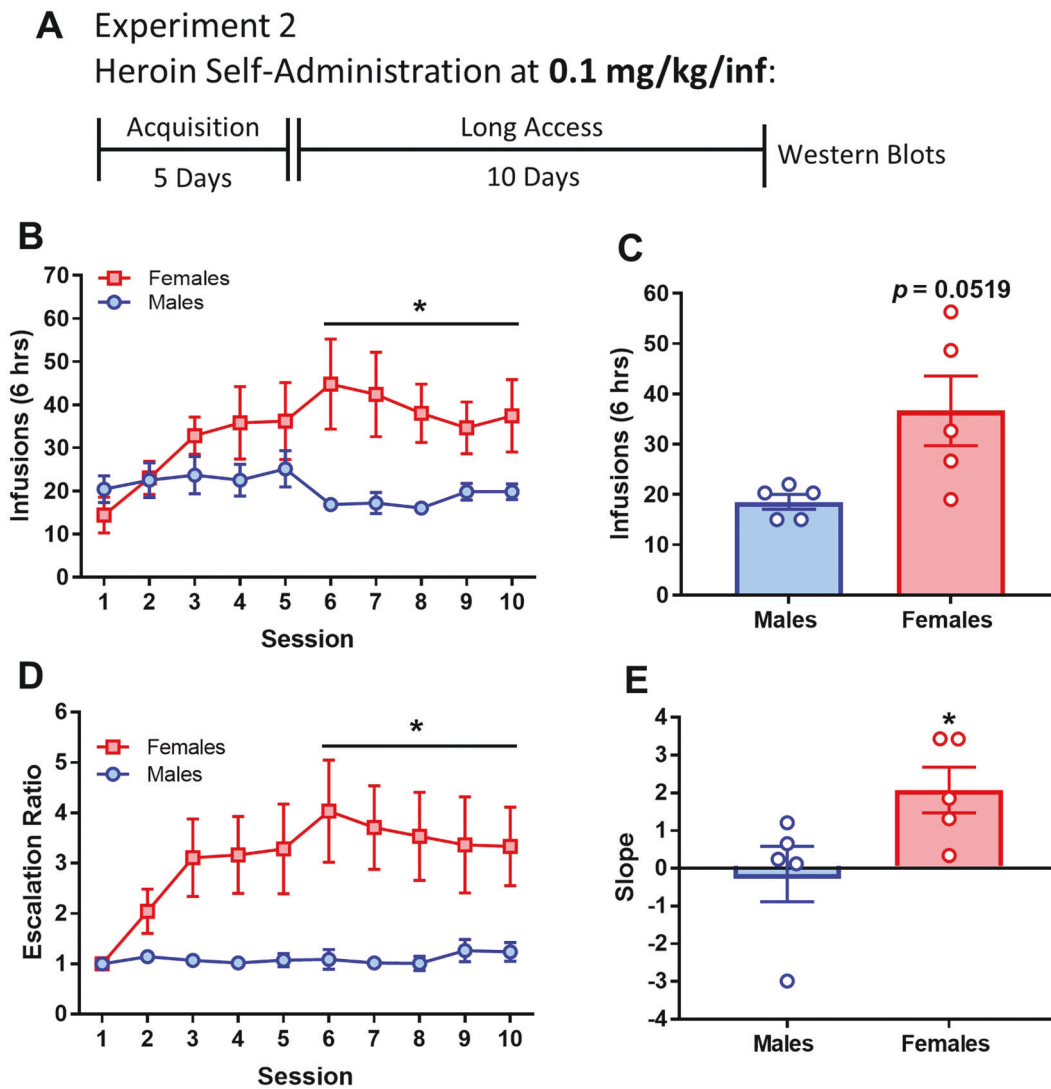 A Experiment 2
Heroin Self-Administration at 0.1 mg/kg/inf:
Acquisition
Long Access
5 Days
10 Days
Western Blots
B
Females
Males
*
Infusions (6 hrs)
70
60
50
40
30
20
10
0
1 2 3 4 5 6 7 8 9 10
Session
C
p = 0.0519
Infusions (6 hrs)
60
50
40
30
20
10
0
Males Females
D
Females
Males
*
Escalation Ratio
6
5
4
3
2
1
0
1 2 3 4 5 6 7 8 9 10
Session
E
*
Slope
4
3
2
1
0
-1
-2
-3
-4
Males Females